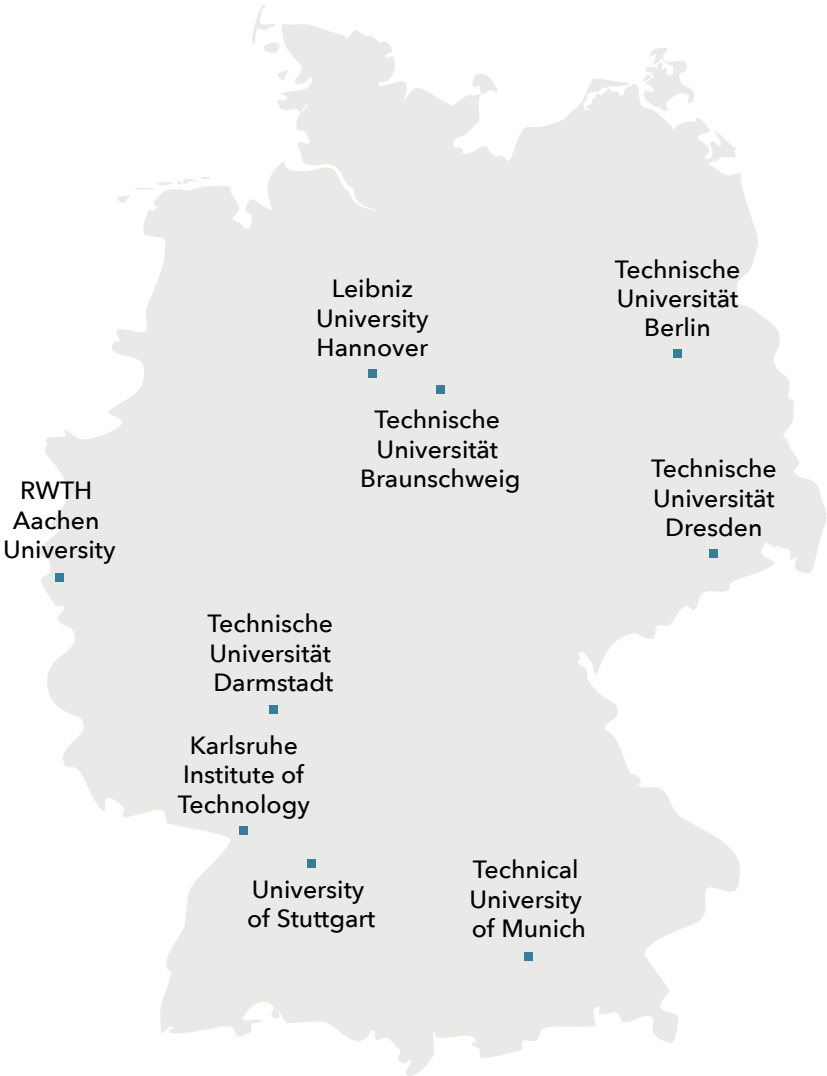 Technische
Universität
Berlin
Leibniz
University
Hannover
Technische
Universität
Braunschweig
Technische
Universität
Dresden
RWTH
Aachen
University
Technische
Universität
Darmstadt
Karlsruhe
Institute of
Technology
University
of Stuttgart
Technical
University
of Munich